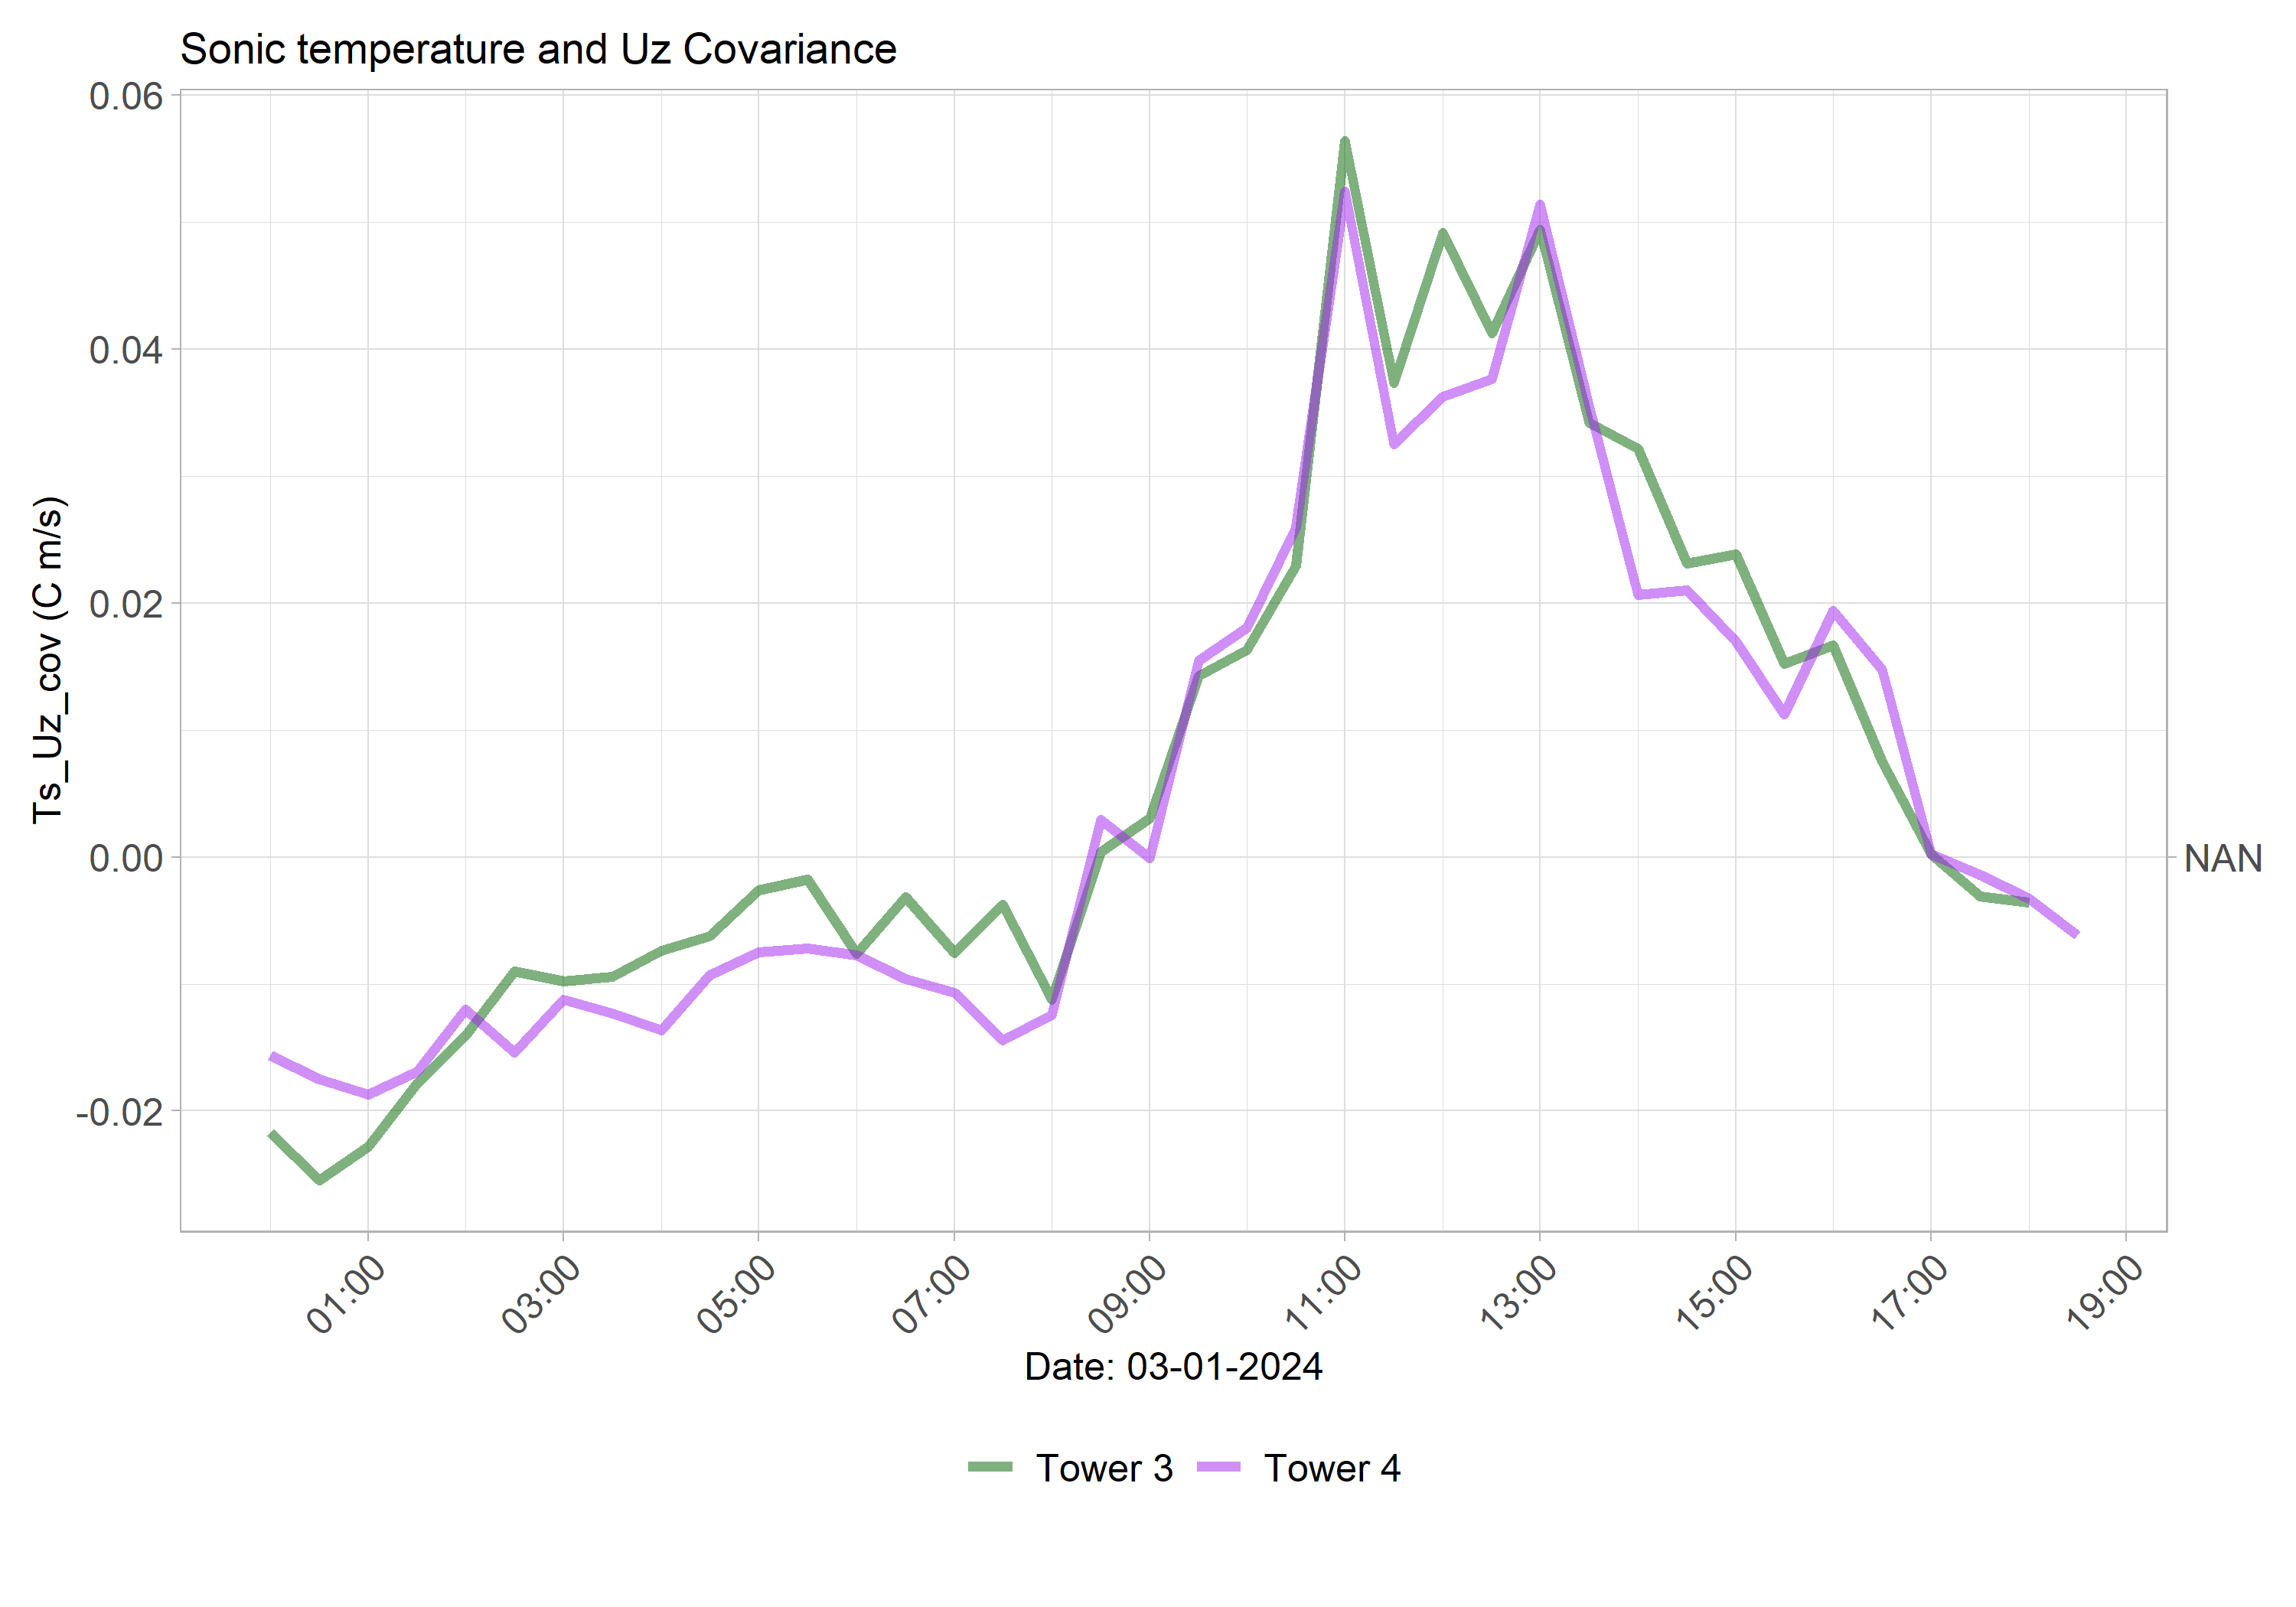 Sonic temperature and Uz Covariance
0.06
0.04
0.02
0.00
-0.02
Ts_Uz_cov (C m/s)
NAN
01:00 03:00 05:00 07:00 09:00 11:00 13:00 15:00 17:00 19:00
Date: 03-01-2024
Tower 3 Tower 4